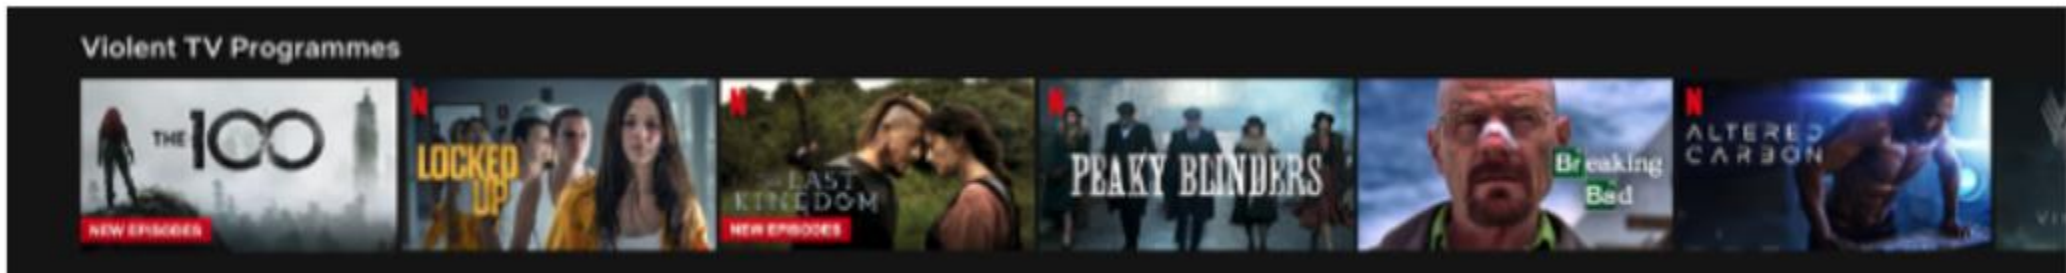 Violent TV Programmes
THE 100
NEW EPISODES
LOCKED
UP
THE LAST
KINGDOM
NEW EPISODES
PEAKY BLINDERS
Breaking
Bad
ALTERED
CARBON